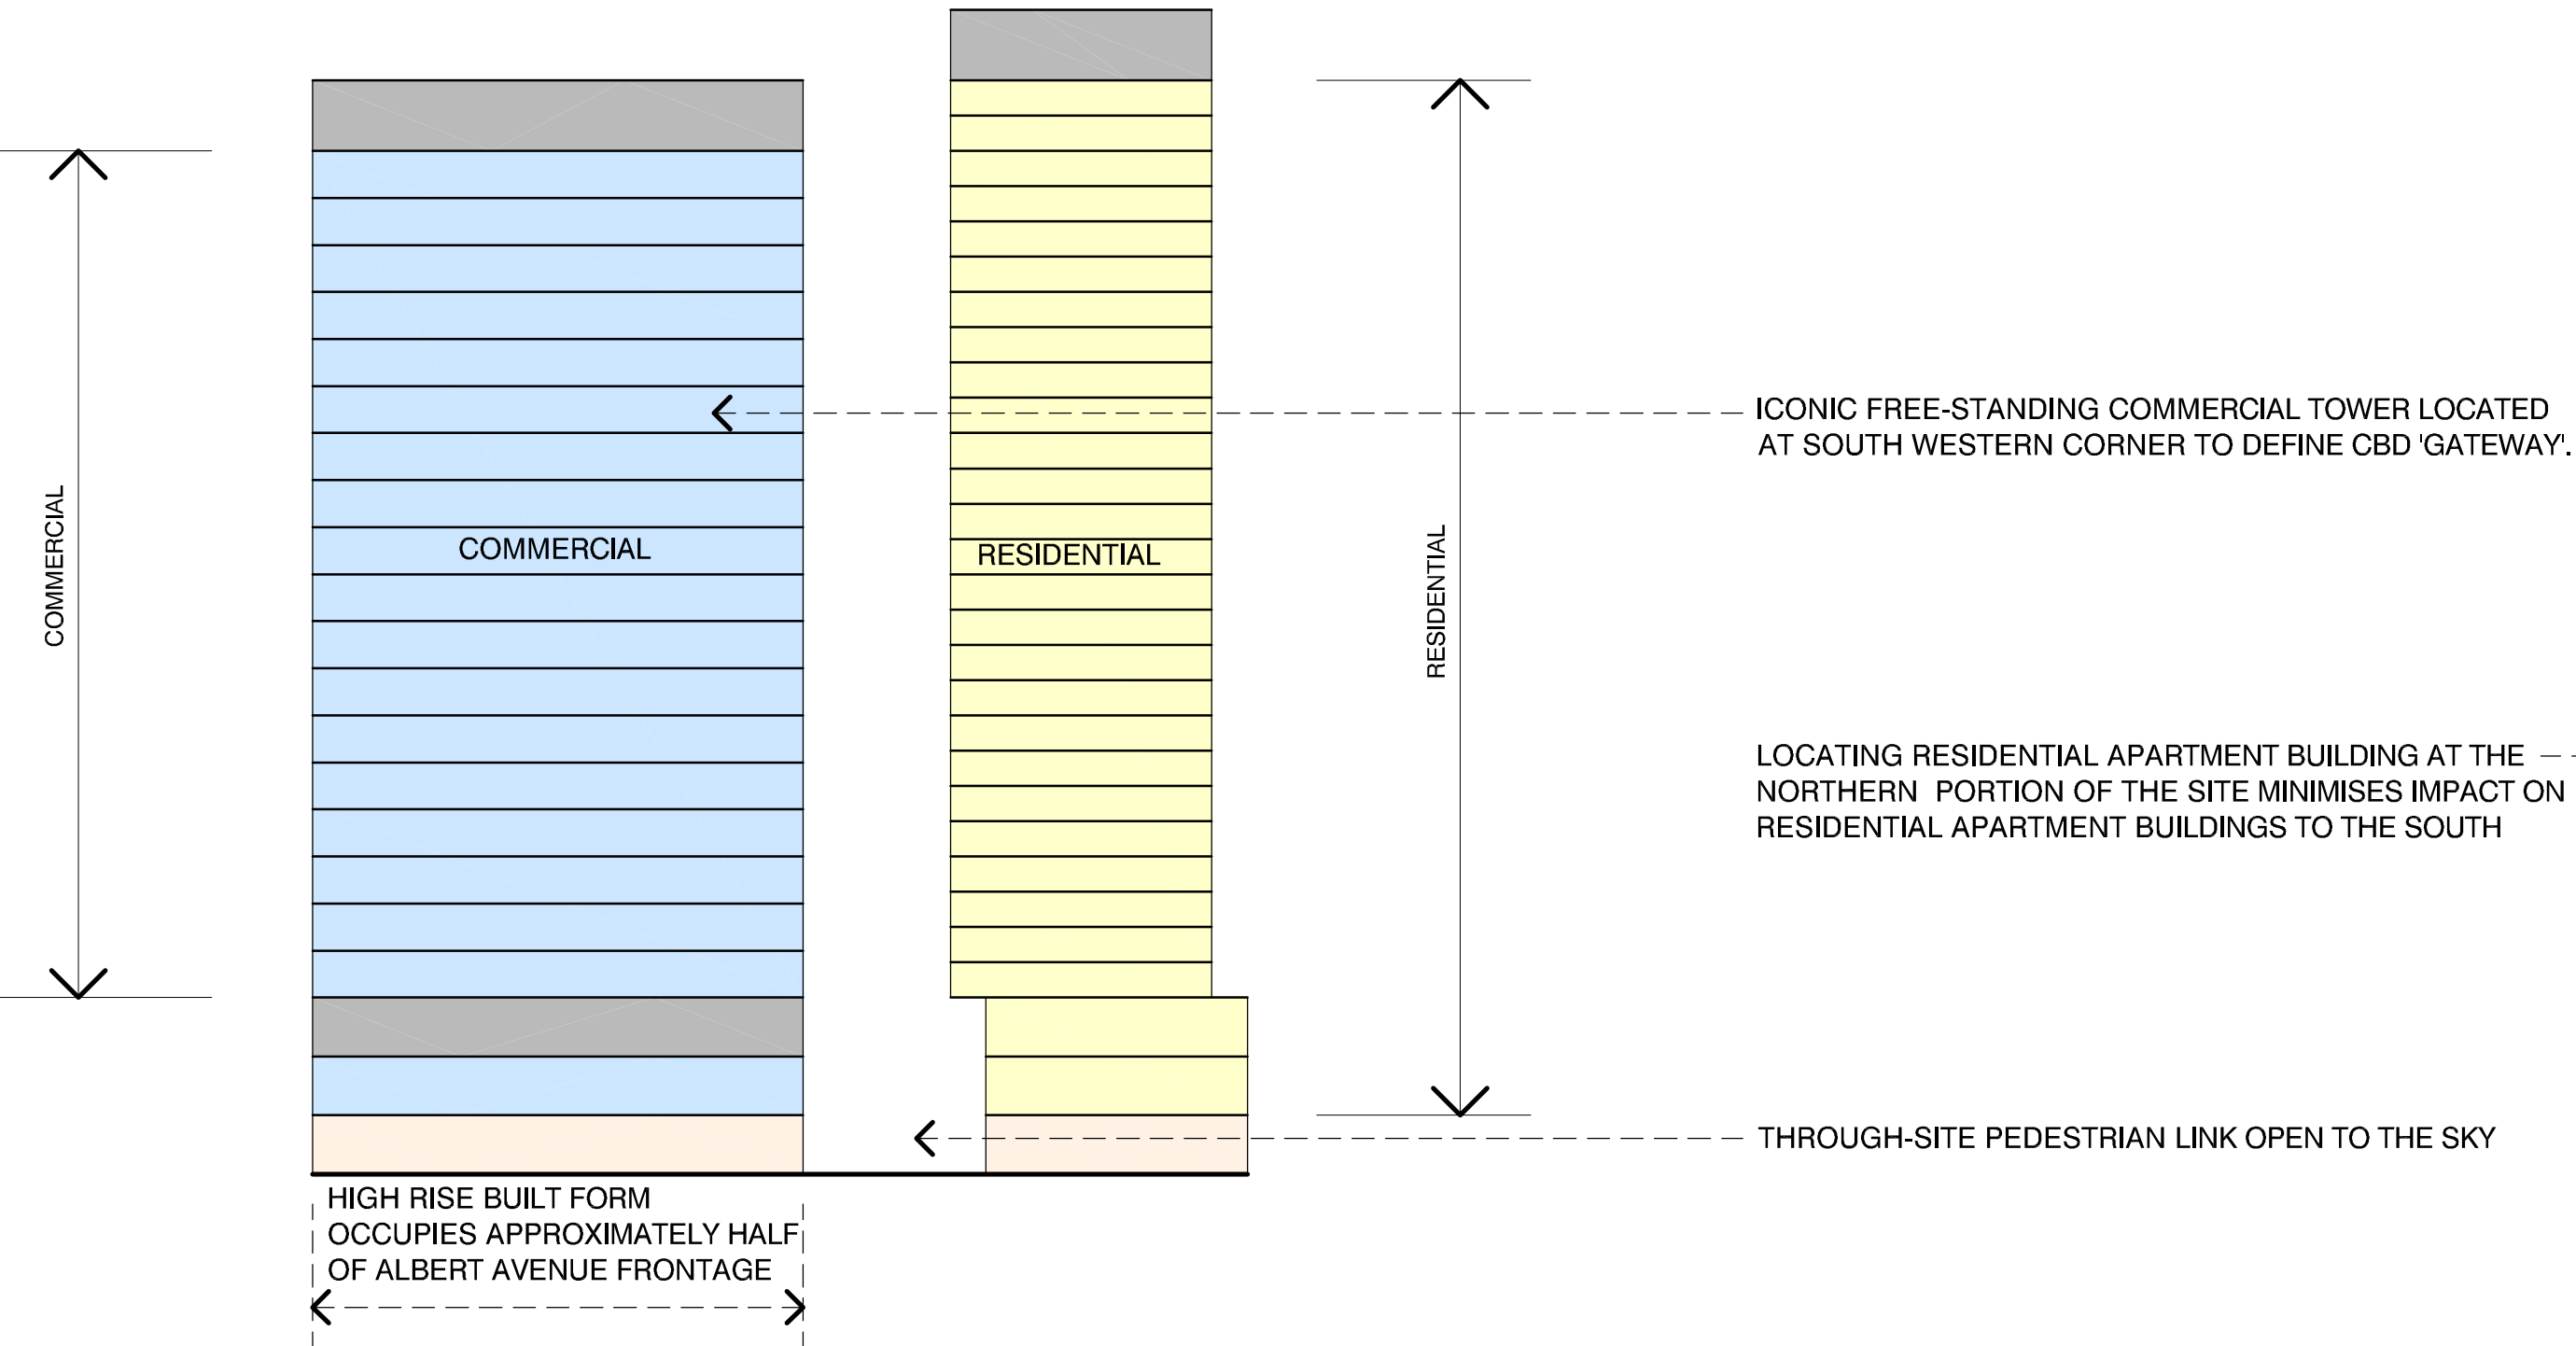 COMMERCIAL
COMMERCIAL
RESIDENTIAL
RESIDENTIAL
ICONIC FREE-STANDING COMMERCIAL TOWER LOCATED
AT SOUTH WESTERN CORNER TO DEFINE CBD 'GATEWAY'.
LOCATING RESIDENTIAL APARTMENT BUILDING AT THE
NORTHERN PORTION OF THE SITE MINIMISES IMPACT ON
RESIDENTIAL APARTMENT BUILDINGS TO THE SOUTH
THROUGH-SITE PEDESTRIAN LINK OPEN TO THE SKY
HIGH RISE BUILT FORM
OCCUPIES APPROXIMATELY HALF
OF ALBERT AVENUE FRONTAGE